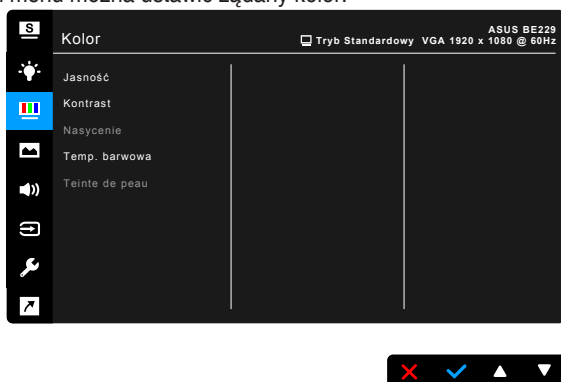 menu można ustawić żądany kolor.
S
ASUS BE229
Kolor
Tryb Standardowy VGA 1920 x 1080 @ 60Hz
Jasność
Kontrast
Nasycenie
Temp. barwowa
Teinte de peau